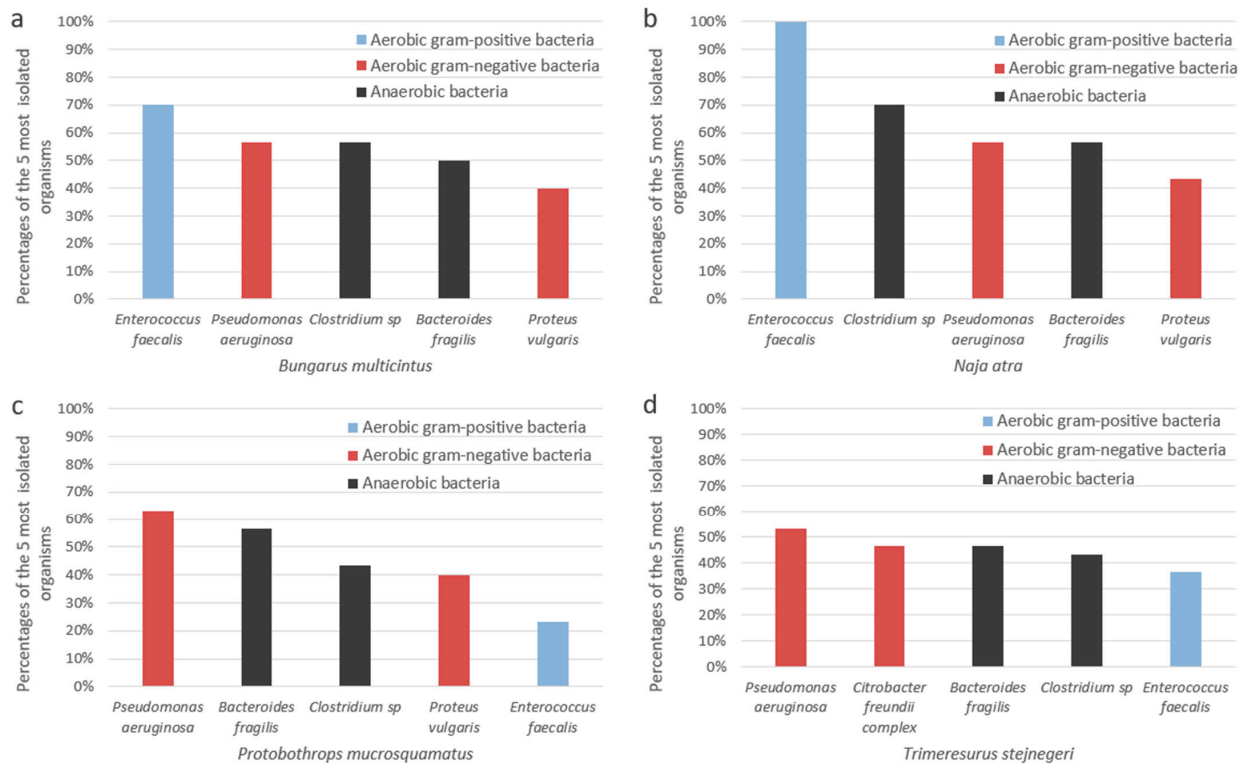 a
Percentages of the 5 most isolated
organisms
100%
90%
80%
70%
60%
50%
40%
30%
20%
10%
0%
Aerobic gram-positive bacteria
Aerobic gram-negative bacteria
Anaerobic bacteria
Enterococcus Pseudomonas Clostridium sp Bacteroides Proteus
faecalis aeruginosa fragilis vulgaris
Bungarus multicintus
b
Percentages of the 5 most isolated
organisms
100%
90%
80%
70%
60%
50%
40%
30%
20%
10%
0%
Aerobic gram-positive bacteria
Aerobic gram-negative bacteria
Anaerobic bacteria
Enterococcus Clostridium sp Pseudomonas Bacteroides Proteus
faecalis aeruginosa fragilis vulgaris
Naja atra
c
Percentages of the 5 most isolated
organisms
100%
90%
80%
70%
60%
50%
40%
30%
20%
10%
0%
Aerobic gram-positive bacteria
Aerobic gram-negative bacteria
Anaerobic bacteria
Pseudomonas Bacteroides Clostridium sp Proteus Enterococcus
aeruginosa fragilis vulgaris faecalis
Protobothrops mucrosquamatus
d
Percentages of the 5 most isolated
organisms
100%
90%
80%
70%
60%
50%
40%
30%
20%
10%
0%
Aerobic gram-positive bacteria
Aerobic gram-negative bacteria
Anaerobic bacteria
Pseudomonas Citrobacter Bacteroides Clostridium sp Enterococcus
aeruginosa freundii fragilis faecalis
complex
Trimeresurus stejnegeri